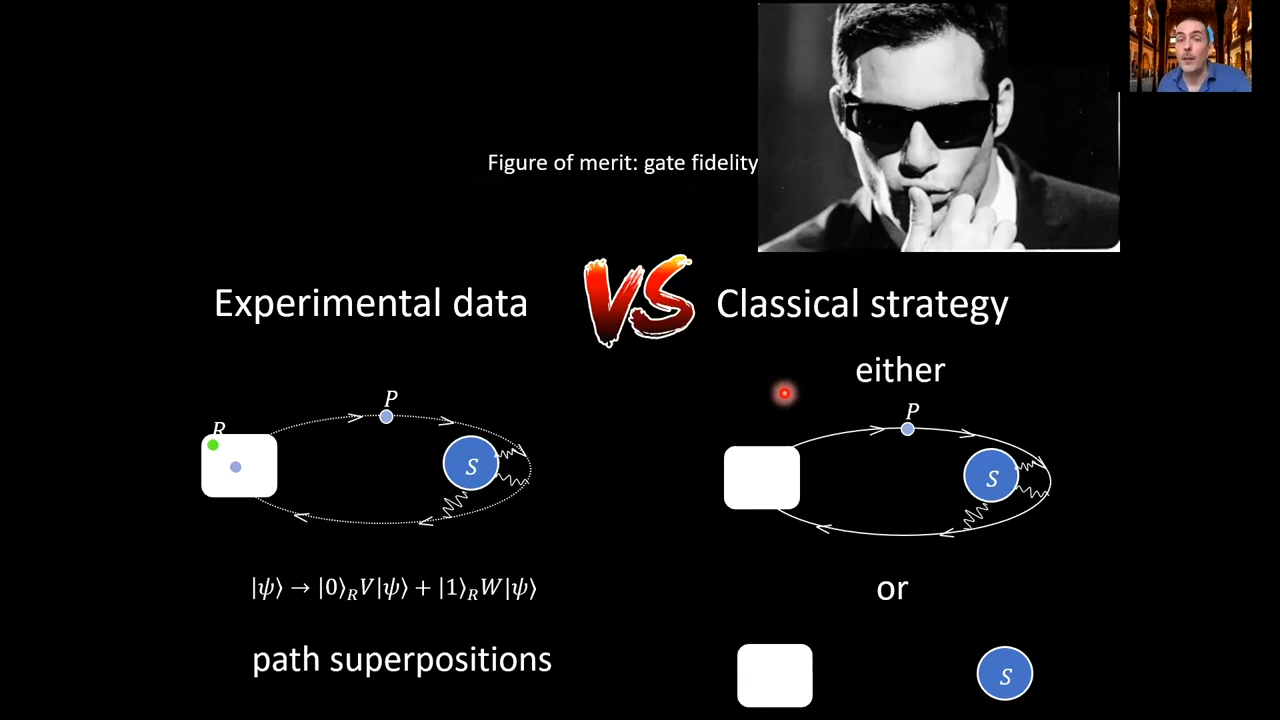 Figure of merit: gate fidelity
Experimental data
VS
Classical strategy
either
P
R
S
P
S
|ψ⟩ → |0⟩_R V|ψ⟩ + |1⟩_R W|ψ⟩
or
path superpositions
S